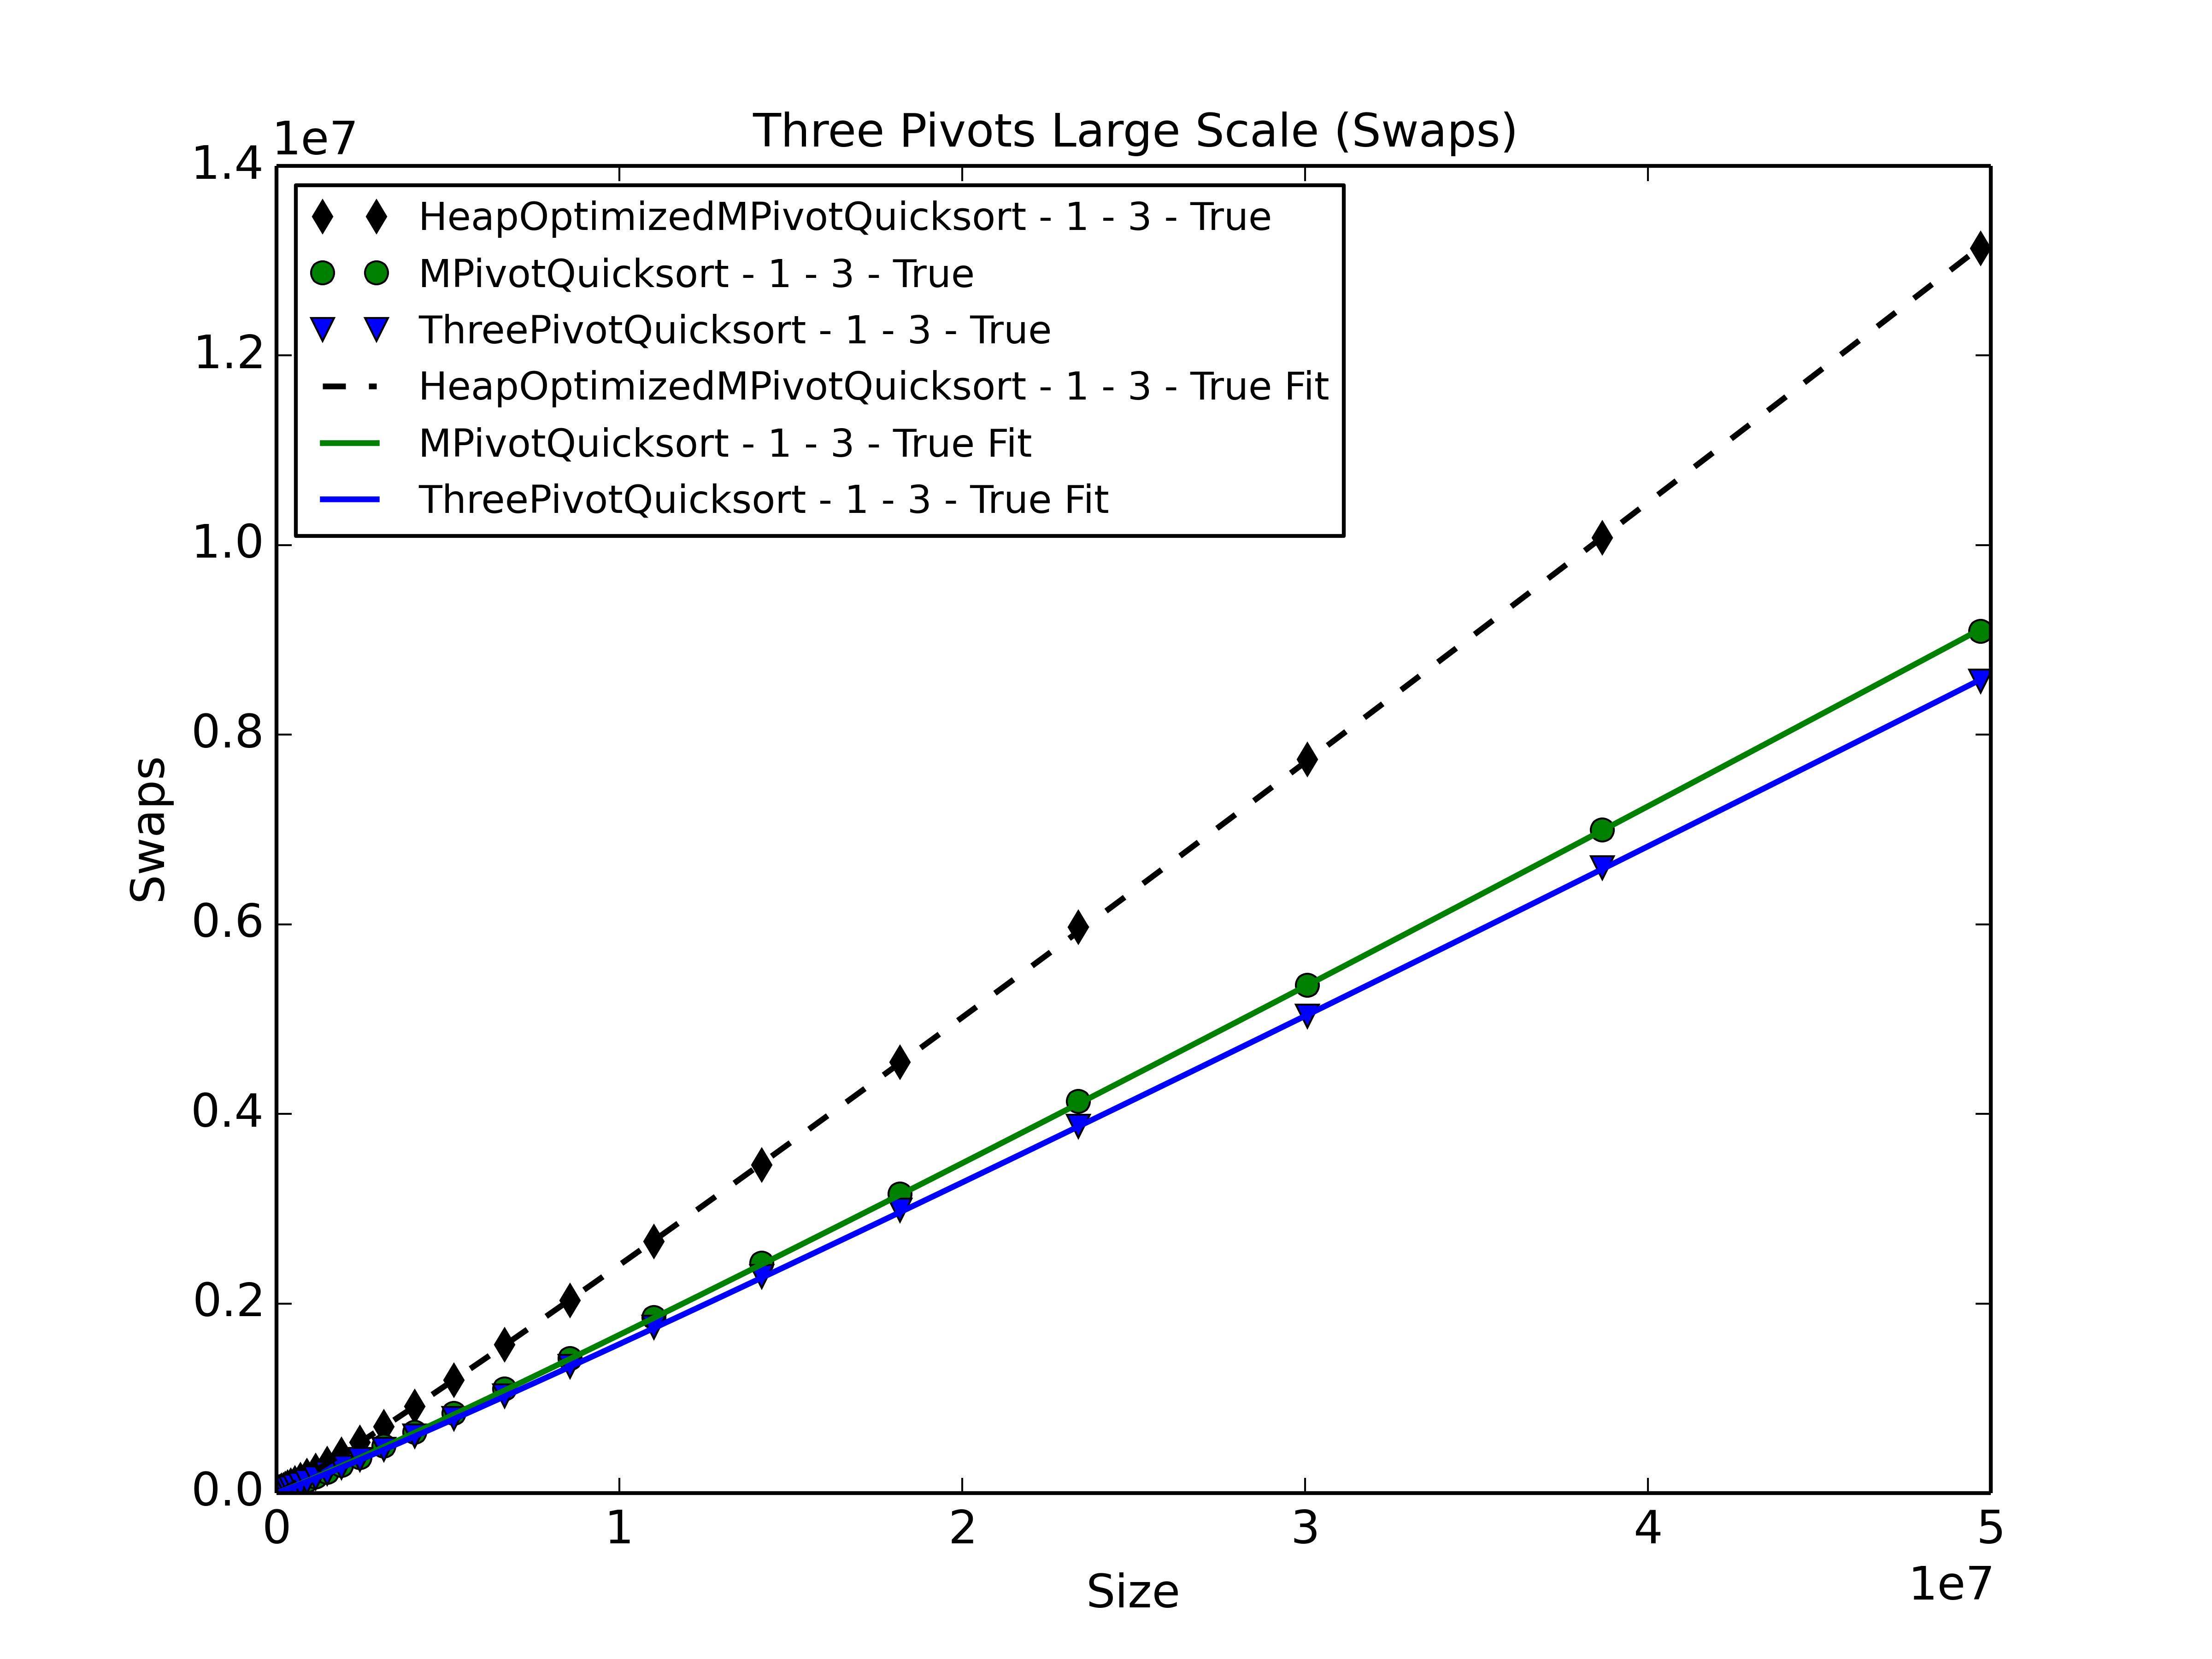 Three Pivots Large Scale (Swaps)
1e7
1.4
1.2
1.0
0.8
0.6
0.4
0.2
0.0
Swaps
HeapOptimizedMPivotQuicksort - 1 - 3 - True
MPivotQuicksort - 1 - 3 - True
ThreePivotQuicksort - 1 - 3 - True
HeapOptimizedMPivotQuicksort - 1 - 3 - True Fit
MPivotQuicksort - 1 - 3 - True Fit
ThreePivotQuicksort - 1 - 3 - True Fit
0 1 2 3 4 5
Size
1e7